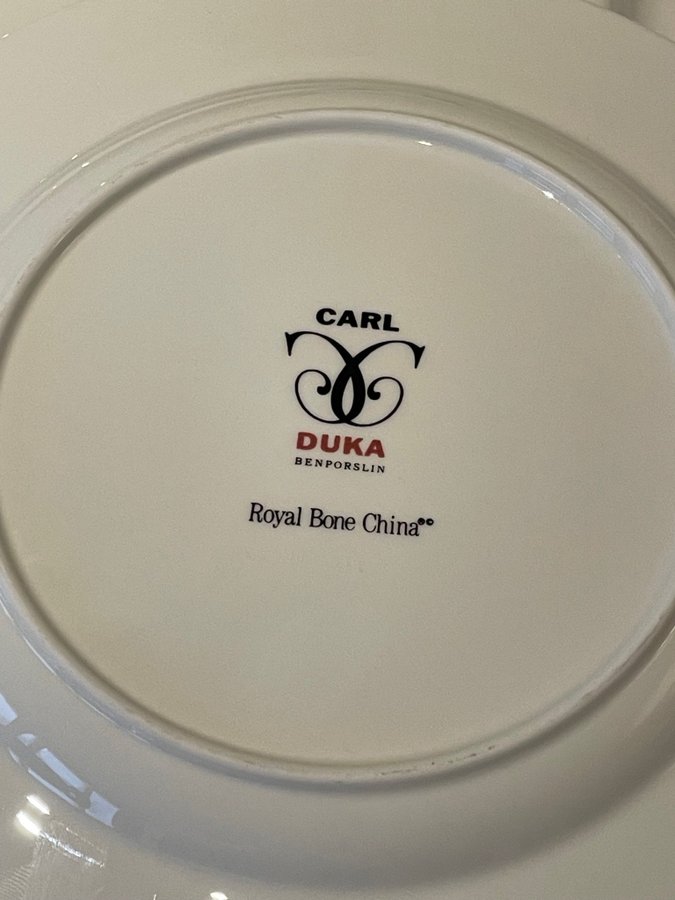 CARL
DUKA
BENPORSLIN
Royal Bone China